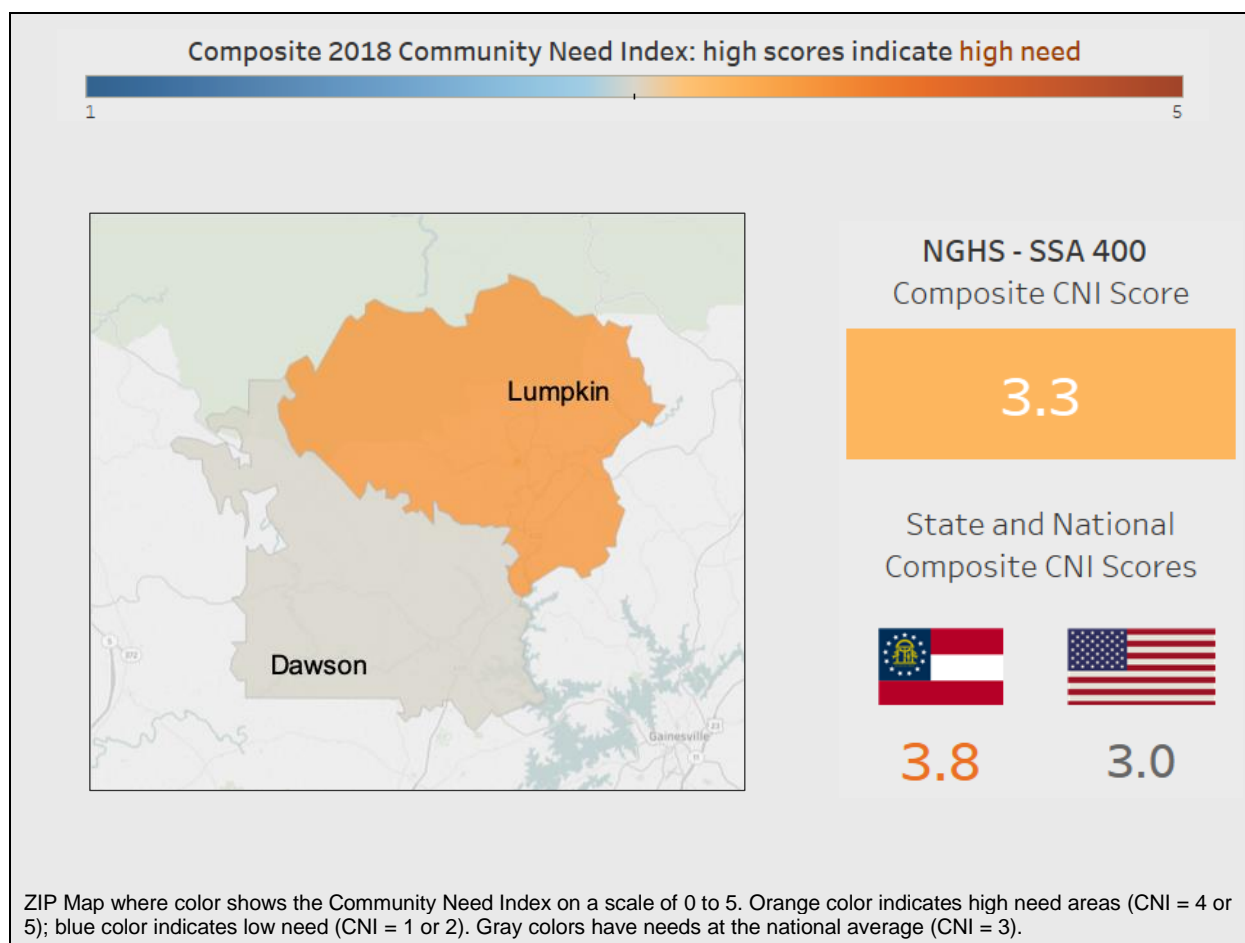 Composite 2018 Community Need Index: high scores indicate high need
1
5
NGHS - SSA 400
Composite CNI Score
3.3
Lumpkin
Dawson
Gainesville
5
372
23
11
State and National
Composite CNI Scores
3.8
3.0
ZIP Map where color shows the Community Need Index on a scale of 0 to 5. Orange color indicates high need areas (CNI = 4 or
5); blue color indicates low need (CNI = 1 or 2). Gray colors have needs at the national average (CNI = 3).